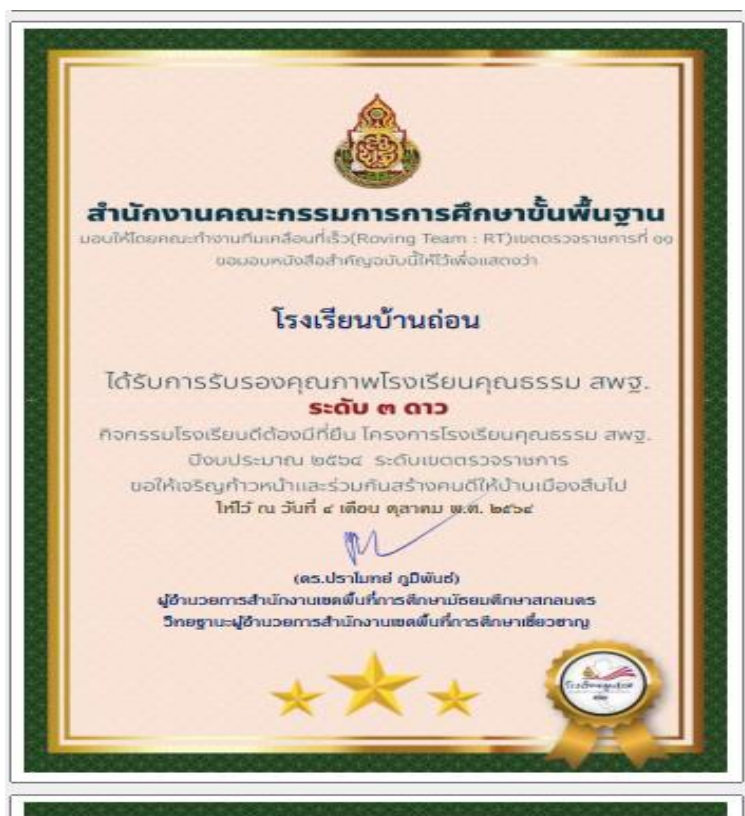 สำนักงานคณะกรรมการการศึกษาขั้นพื้นฐาน
มอบให้โดยคณะทำงานทีมเคลื่อนที่เร็ว(Roving Team : RT)เขตตรวจราชการที่ ๑๑
ขอมอบหนังสือสำคัญฉบับนี้ให้ไว้เพื่อแสดงว่า
โรงเรียนบ้านถ่อน
ได้รับการรับรองคุณภาพโรงเรียนคุณธรรม สพฐ.
ระดับ ๓ ดาว
กิจกรรมโรงเรียนดีต้องมีที่ยืน โครงการโรงเรียนคุณธรรม สพฐ.
ปีงบประมาณ ๒๕๖๔ ระดับเขตตรวจราชการ
ขอให้เจริญก้าวหน้าและร่วมกันสร้างคนดีให้บ้านเมืองสืบไป
ให้ไว้ ณ วันที่ ๔ เดือน ตุลาคม พ.ศ. ๒๕๖๔
(ดร.ปราโมทย์ ภูมิพันธ์)
ผู้อำนวยการสำนักงานเขตพื้นที่การศึกษามัธยมศึกษาสกลนคร
วิทยฐานะผู้อำนวยการสำนักงานเขตพื้นที่การศึกษาเชี่ยวชาญ